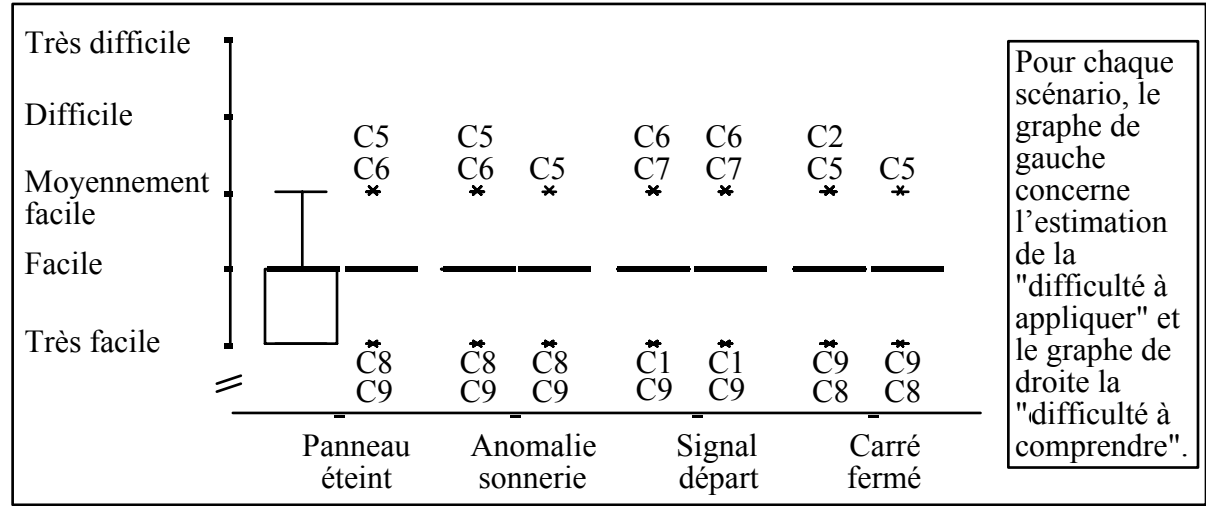 Très difficile
Difficile
Moyennement
facile
Facile
Très facile
C5 C5 C6 C6 C2
C6 C6 C5 C7 C7 C5 C5
C8 C8 C8 C1 C1 C9 C9
C9 C9 C9 C9 C9 C8 C8
Panneau Anomalie Signal Carré
éteint sonnerie départ fermé
Pour chaque
scénario, le
graphe de
gauche
concerne
l’estimation
de la
"difficulté à
appliquer" et
le graphe de
droite la
"difficulté à
comprendre".